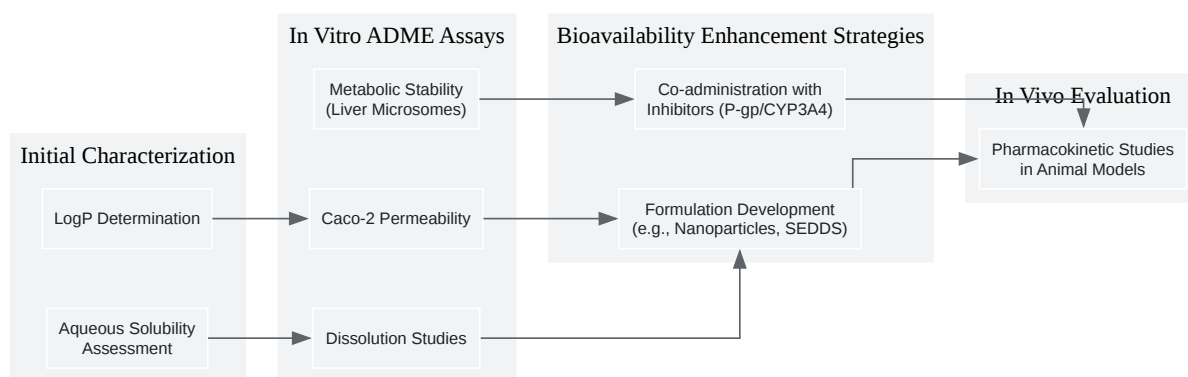 In Vitro ADME Assays
Bioavailability Enhancement Strategies
Metabolic Stability
(Liver Microsomes)
Co-administration with
Inhibitors (P-gp/CYP3A4)
In Vivo Evaluation
Initial Characterization
Pharmacokinetic Studies
in Animal Models
LogP Determination
Caco-2 Permeability
Formulation Development
(e.g., Nanoparticles, SEDDS)
Aqueous Solubility
Assessment
Dissolution Studies